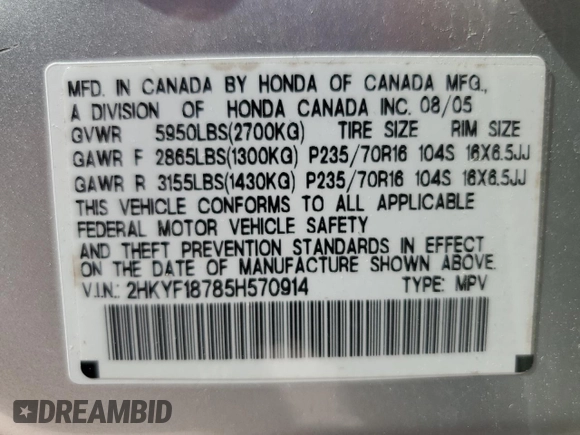 MFD. IN CANADA BY HONDA OF CANADA MFG.,
A DIVISION OF HONDA CANADA INC. 08/05
GVWR 5950LBS(2700KG) TIRE SIZE RIM SIZE
GAWR F 2865LBS(1300KG) P235/70R16 104S 16X6.5JJ
GAWR R 3155LBS(1430KG) P235/70R16 104S 16X6.5JJ
THIS VEHICLE CONFORMS TO ALL APPLICABLE
FEDERAL MOTOR VEHICLE SAFETY
AND THEFT PREVENTION STANDARDS IN EFFECT
ON THE DATE OF MANUFACTURE SHOWN ABOVE.
V.I.N.: 2HKYF18785H570914 TYPE: MPV
DREAMBID